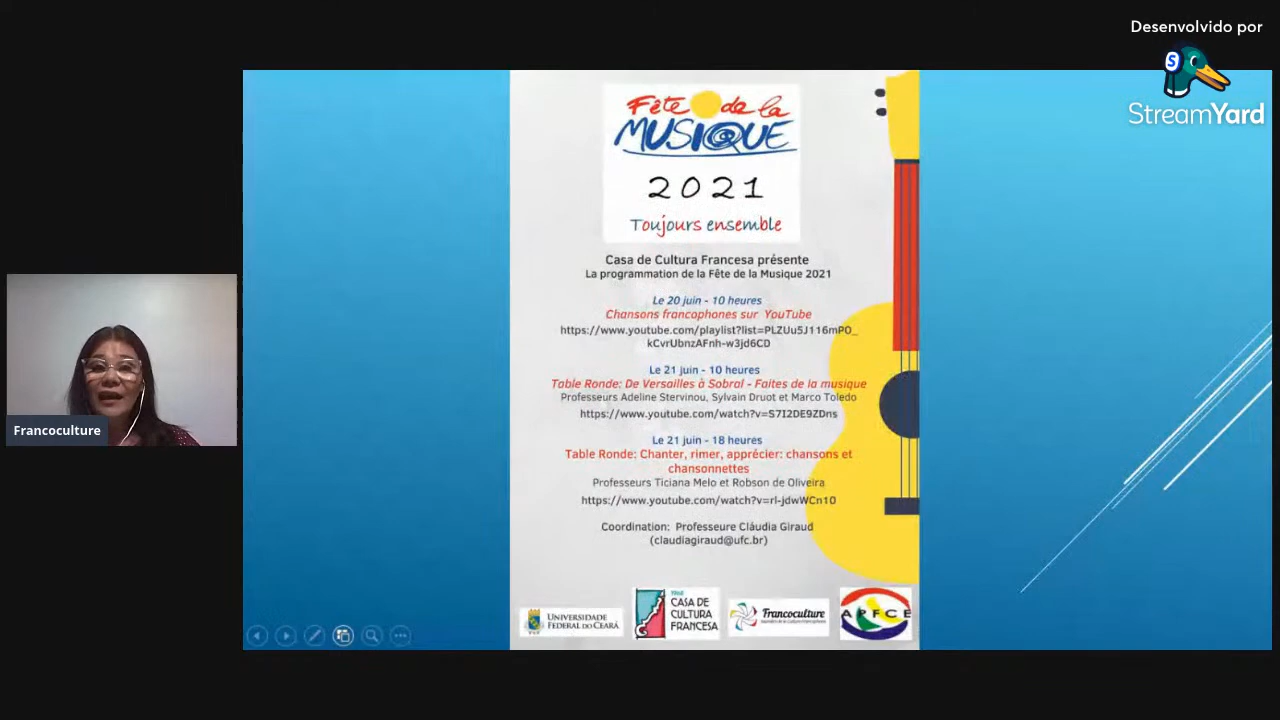 Desenvolvido por
StreamYard
Fête de la
MUSIQUE
2021
Toujours ensemble
Casa de Cultura Francesa présente
La programmation de la Fête de la Musique 2021
Le 20 juin - 10 heures
Chansons francophones sur YouTube
https://www.youtube.com/playlist?list=PLZUu5J116mPO_
kCvrUbnzAFnh-w3jd6CD
Le 21 juin - 10 heures
Table Ronde: De Versailles à Sobral - Faites de la musique
Professeurs Adeline Stervinou, Sylvain Druot et Marco Toledo
https://www.youtube.com/watch?v=S7I2DE9ZDns
Le 21 juin - 18 heures
Table Ronde: Chanter, rimer, apprécier: chansons et
chansonnettes
Professeurs Ticiana Melo et Robson de Oliveira
https://www.youtube.com/watch?v=rl-jdwWCn10
Coordination: Professeure Cláudia Giraud
(claudiagiraud@ufc.br)
Francoculture
UNIVERSIDADE
FEDERAL DO CEARÁ
CASA DE
CULTURA
FRANCESA
Francoculture
APFCE